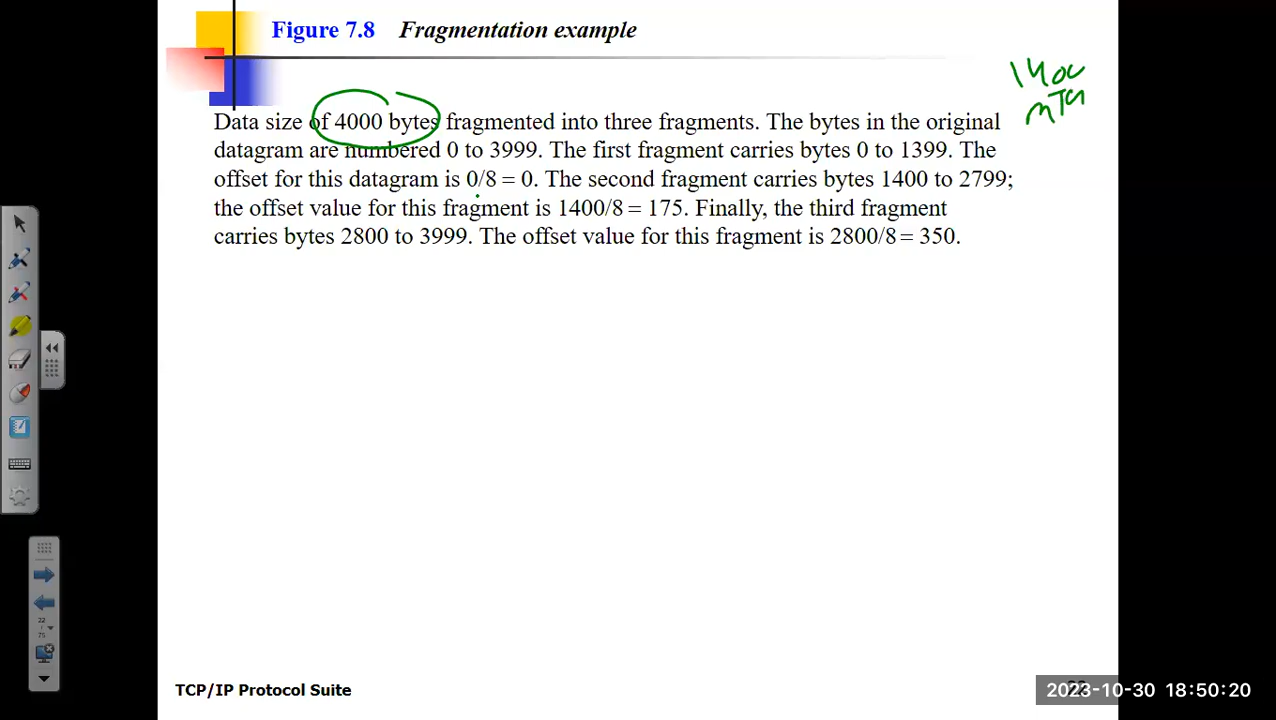 Figure 7.8 Fragmentation example
1400
MTU
Data size of 4000 bytes fragmented into three fragments. The bytes in the original
datagram are numbered 0 to 3999. The first fragment carries bytes 0 to 1399. The
offset for this datagram is 0/8 = 0. The second fragment carries bytes 1400 to 2799;
the offset value for this fragment is 1400/8 = 175. Finally, the third fragment
carries bytes 2800 to 3999. The offset value for this fragment is 2800/8 = 350.
22
75
TCP/IP Protocol Suite
2023-10-30 18:50:20